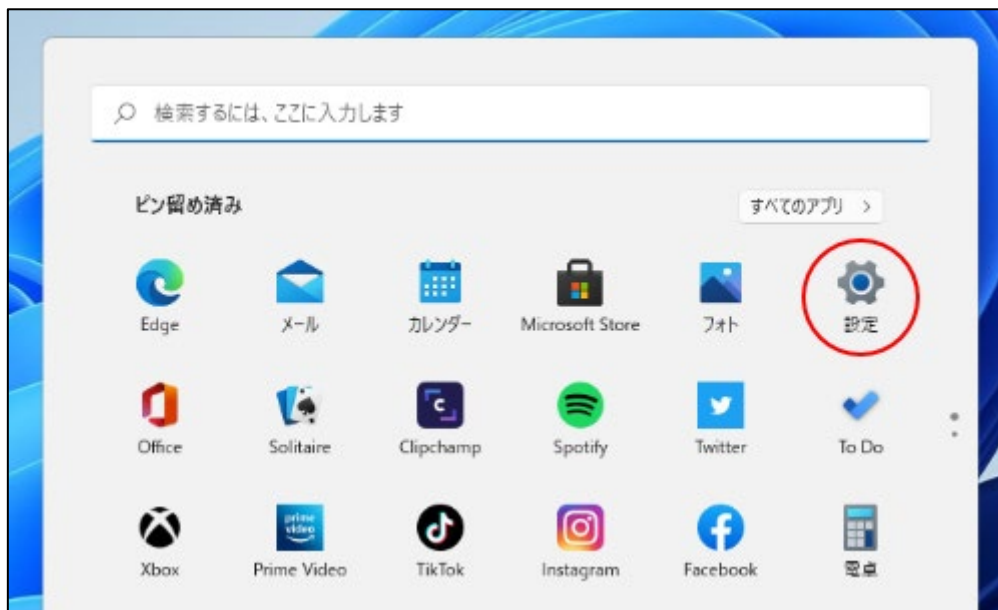 検索するには、ここに入力します
ピン留め済み
すべてのアプリ >
Edge メール カレンダー Microsoft Store フォト 設定
Office Solitaire Clipchamp Spotify Twitter To Do
prime video
Xbox Prime Video TikTok Instagram Facebook 電卓